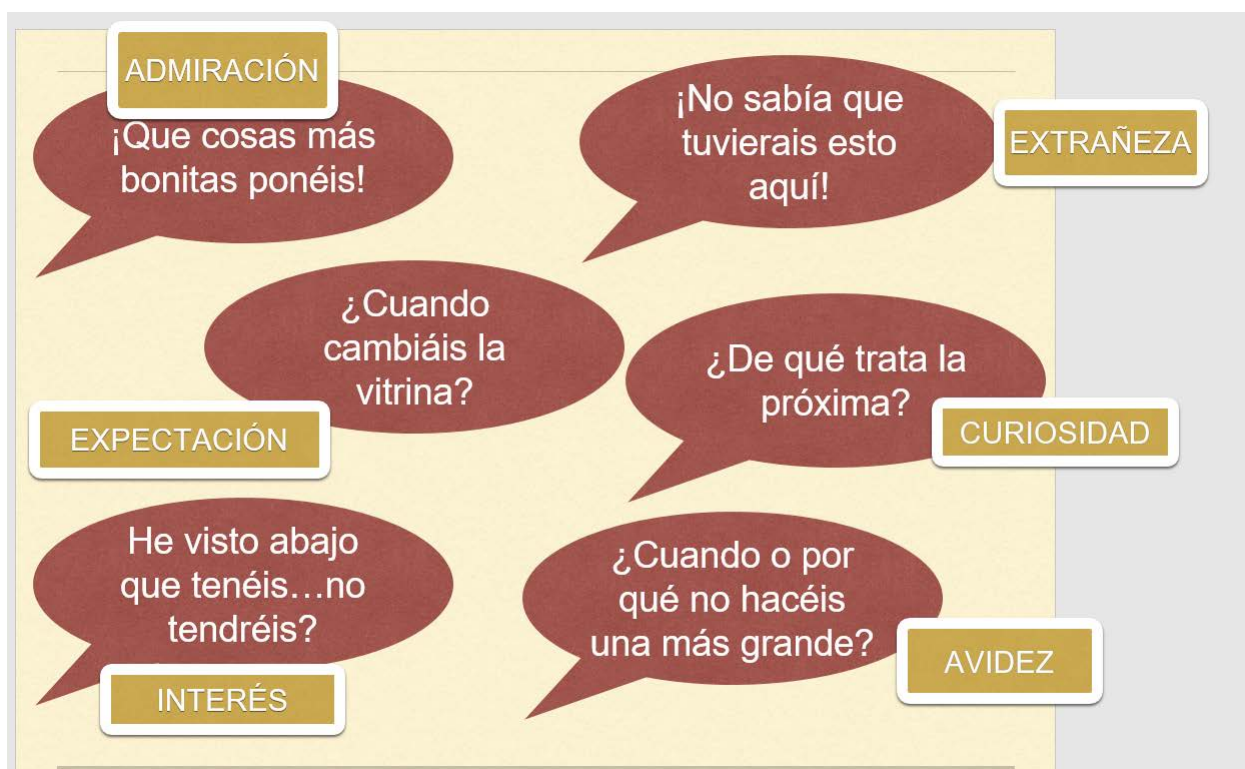 ADMIRACIÓN
¡Que cosas más
bonitas ponéis!
¡No sabía que
tuvierais esto
aquí!
EXTRAÑEZA
¿Cuando
cambiáis la
vitrina?
EXPECTACIÓN
¿De qué trata la
próxima?
CURIOSIDAD
He visto abajo
que tenéis...no
tendréis?
INTERÉS
¿Cuando o por
qué no hacéis
una más grande?
AVIDEZ